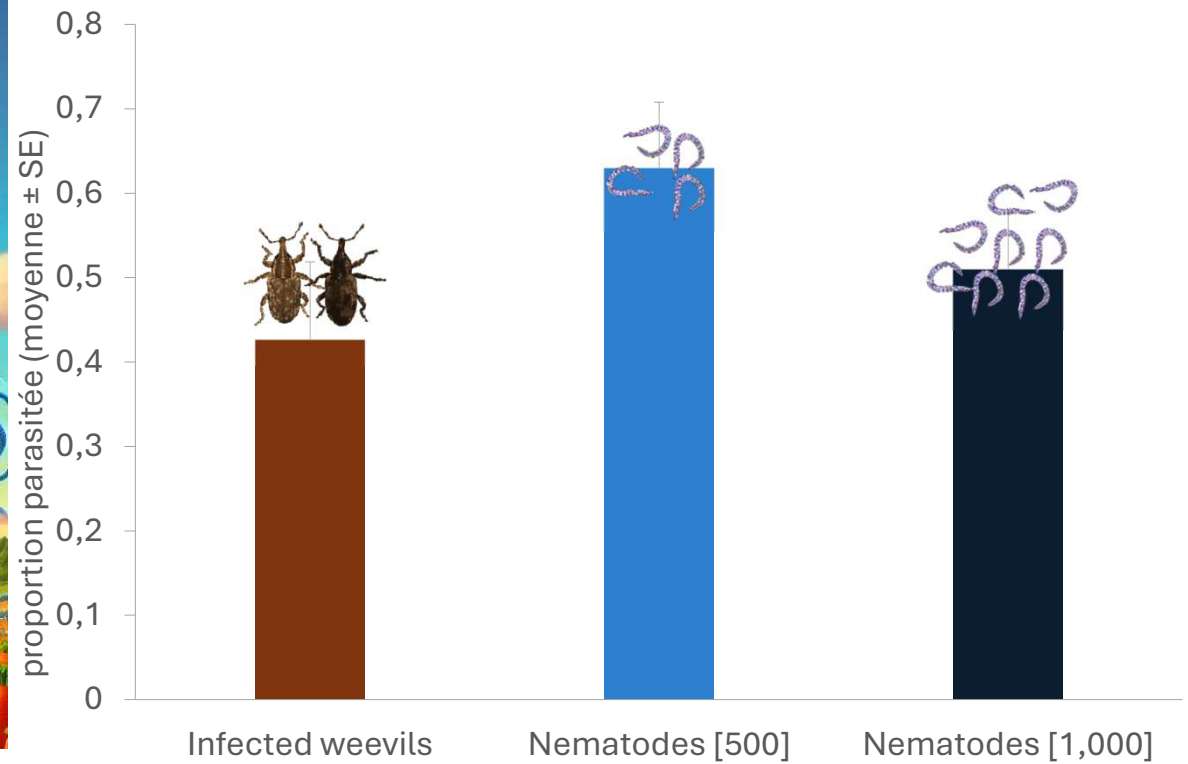 proportion parasitée (moyenne ± SE)
0,8
0,7
0,6
0,5
0,4
0,3
0,2
0,1
0
Infected weevils
Nematodes [500]
Nematodes [1,000]